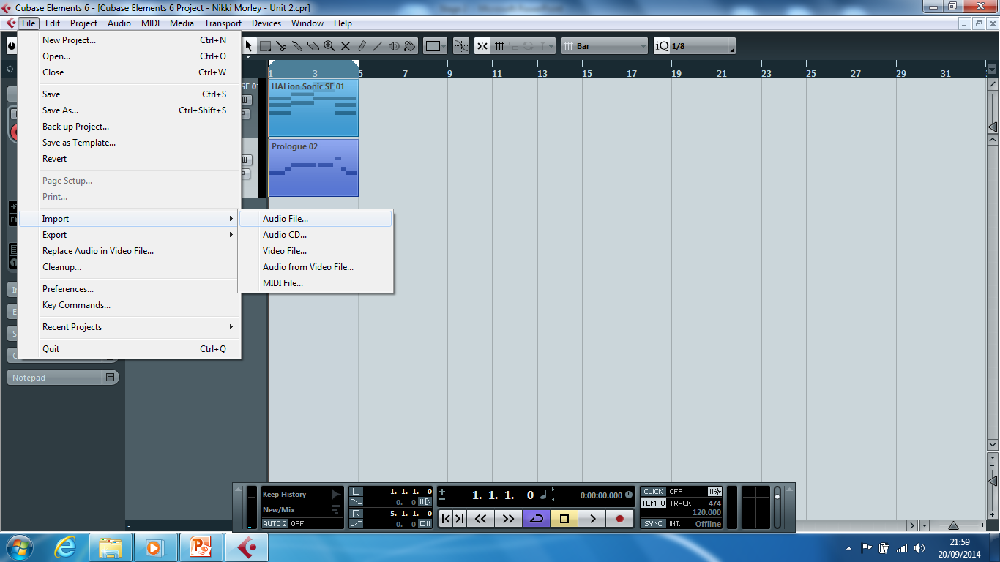 Cubase Elements 6 - [Cubase Elements 6 Project - Nikki Morley - Unit 2.cpr]
File Edit Project Audio MIDI Media Transport Devices Window Help
New Project... Ctrl+N
Open... Ctrl+O
Close Ctrl+W
Save Ctrl+S
Save As... Ctrl+Shift+S
Back up Project...
Save as Template...
Revert
Page Setup...
Print...
Import
Export
Replace Audio in Video File...
Cleanup...
Preferences...
Key Commands...
Recent Projects
Quit Ctrl+Q
Audio File...
Audio CD...
Video File...
Audio from Video File...
MIDI File...
Bar
iQ 1/8
1 3 5 7 9 11 13 15 17 19 21 23 25 27 29 31
SE 01
HALion Sonic SE 01
Prologue 02
Notepad
Keep History
New/Mix
AUTO Q OFF
L 1. 1. 1. 0
0. 0
R 5. 1. 1. 0
0. 0
1. 1. 1. 0
0:00:00.000
CLICK OFF
TEMPO TRACK 4/4
120.000
SYNC INT. Offline
21:59
20/09/2014